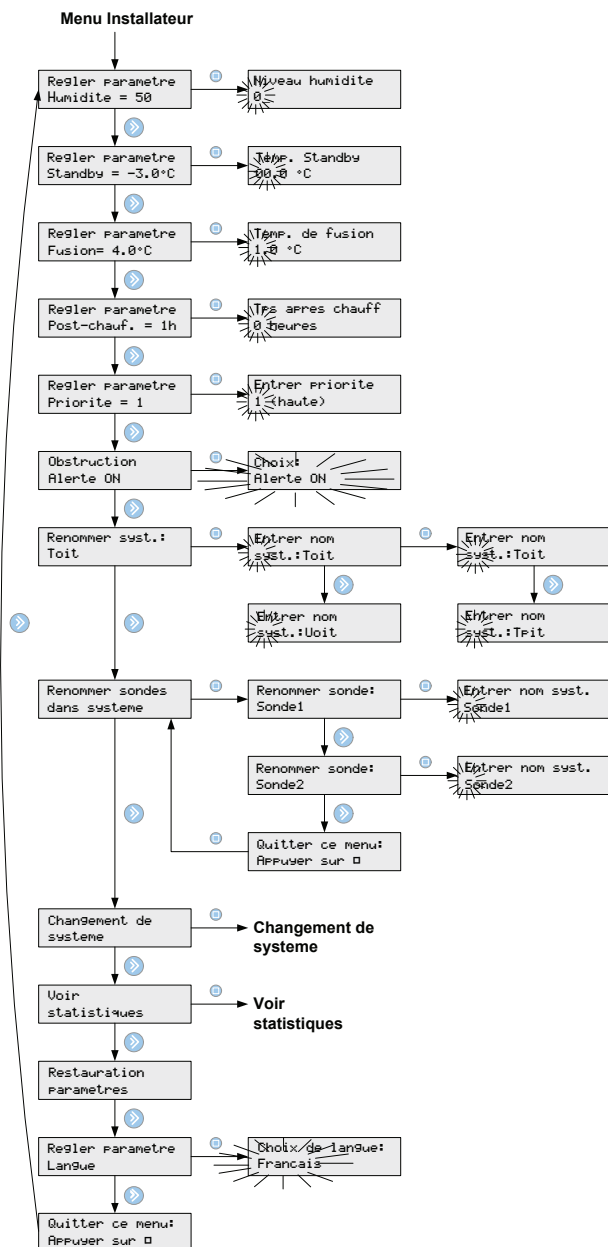 Menu Installateur
Regler parametre
Humidite = 50
Niveau humidite
0
Regler parametre
Standby = -3.0°C
Temp. Standby
00.0 °C
Regler parametre
Fusion= 4.0°C
Temp. de fusion
1.0 °C
Regler parametre
Post-chauf. = 1h
Tps apres chauff
0 heures
Regler parametre
Priorite = 1
Entrer priorite
1 (haute)
Obstruction
Alerte ON
Choix:
Alerte ON
Renommer syst.:
Toit
Entrer nom
syst.:Toit
Entrer nom
syst.:Toit
Entrer nom
syst.:Uoit
Entrer nom
syst.:Tpit
Renommer sondes
dans systeme
Renommer sonde:
Sonde1
Entrer nom syst.
Sonde1
Renommer sonde:
Sonde2
Entrer nom syst.
Sonde2
Quitter ce menu:
Appuyer sur □
Changement de
systeme
Changement de
systeme
Voir
statistiques
Voir
statistiques
Restauration
parametres
Regler parametre
Langue
Choix de langue:
Francais
Quitter ce menu:
Appuyer sur □